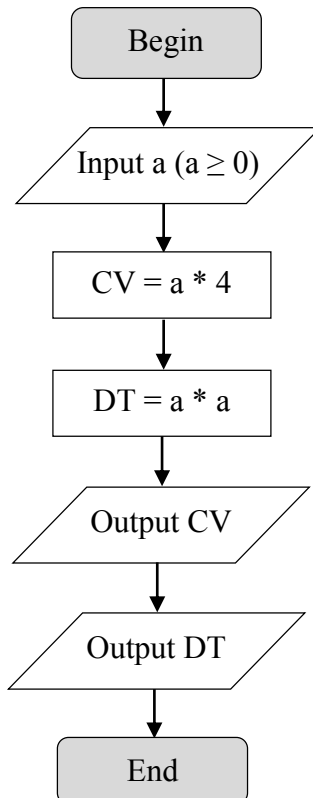 Begin
Input a (a ≥ 0)
CV = a * 4
DT = a * a
Output CV
Output DT
End